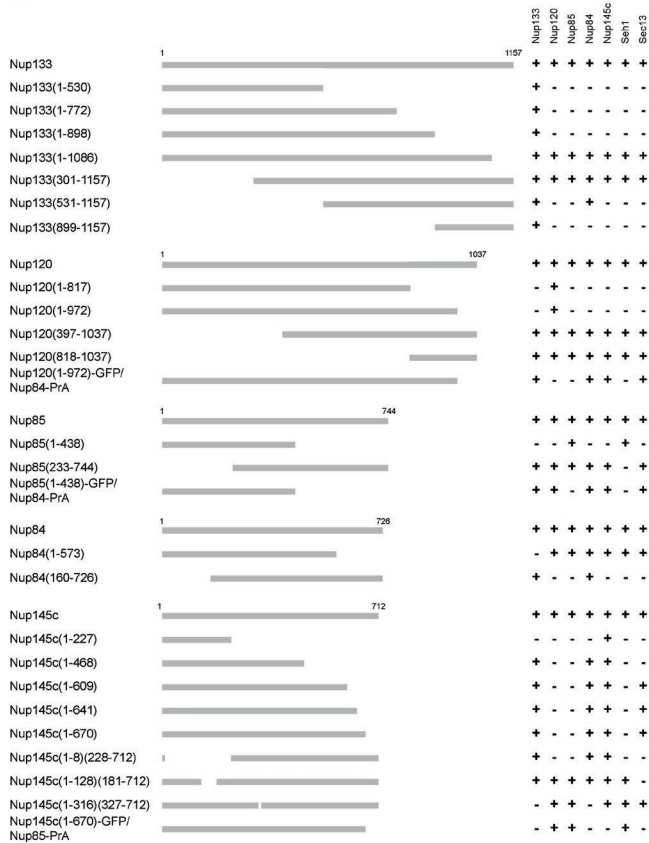 Nup133 Nup120 Nup85 Nup84 Nup145c Seh1 Sec13
1 1157
Nup133 + + + + + + +
Nup133(1-530) + - - - - - -
Nup133(1-772) + - - - - - -
Nup133(1-898) + - - - - - -
Nup133(1-1086) + + + + + + +
Nup133(301-1157) + + + + + + +
Nup133(531-1157) + - - + - - -
Nup133(899-1157) + - - - - - -
1 1037
Nup120 + + + + + + +
Nup120(1-817) - + - - - - -
Nup120(1-972) - + - - - - -
Nup120(397-1037) + + + + + + +
Nup120(818-1037) + + + + + + +
Nup120(1-972)-GFP/
Nup84-PrA + - - + + - +
1 744
Nup85 + + + + + + +
Nup85(1-438) - - + - - + -
Nup85(233-744) + + + + + - +
Nup85(1-438)-GFP/
Nup84-PrA + + - + + - +
1 726
Nup84 + + + + + + +
Nup84(1-573) - + + + + + +
Nup84(160-726) + - - + - - -
1 712
Nup145c + + + + + + +
Nup145c(1-227) - - - - + - -
Nup145c(1-468) + - - + + - -
Nup145c(1-609) + - - + + - +
Nup145c(1-641) + - - + + - +
Nup145c(1-670) + - - + + - +
Nup145c(1-8)(228-712) + - - + + - -
Nup145c(1-128)(181-712) + + + + + + -
Nup145c(1-316)(327-712) - + + - + + +
Nup145c(1-670)-GFP/
Nup85-PrA - + + - - + -